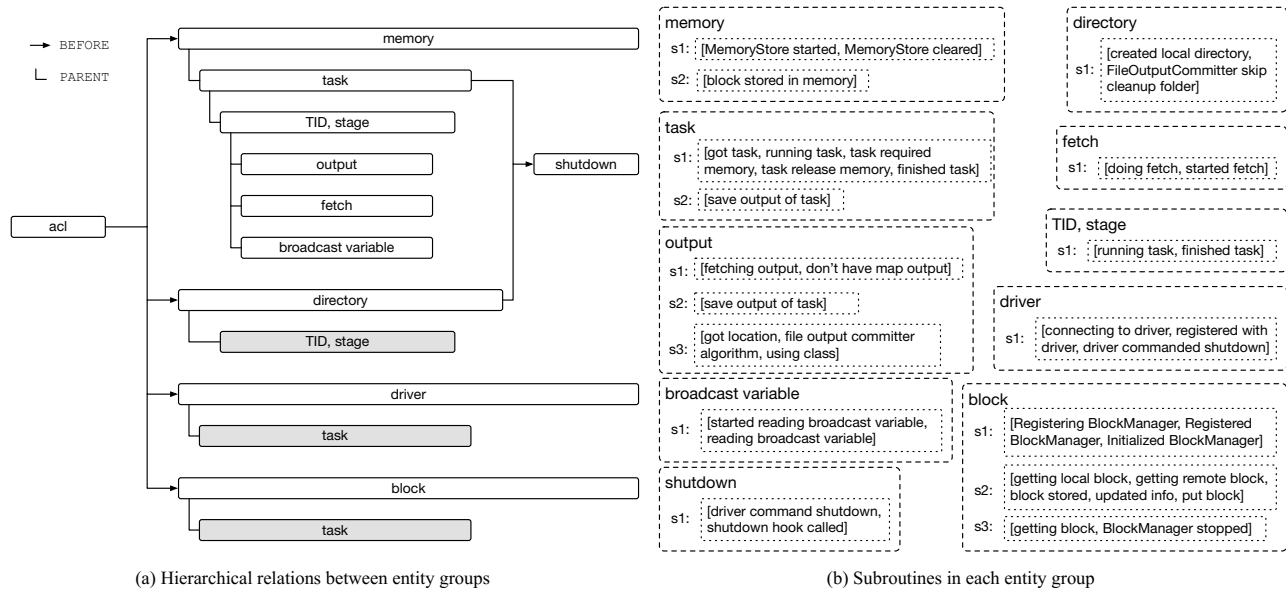 BEFORE
PARENT
memory
task
TID, stage
output
fetch
broadcast variable
shutdown
acl
directory
TID, stage
driver
task
block
task
(a) Hierarchical relations between entity groups
memory
s1: [MemoryStore started, MemoryStore cleared]
s2: [block stored in memory]
task
s1: [got task, running task, task required
memory, task release memory, finished task]
s2: [save output of task]
output
s1: [fetching output, don't have map output]
s2: [save output of task]
s3: [got location, file output committer
algorithm, using class]
broadcast variable
s1: [started reading broadcast variable,
reading broadcast variable]
shutdown
s1: [driver command shutdown,
shutdown hook called]
directory
s1: [created local directory,
FileOutputCommitter skip
cleanup folder]
fetch
s1: [doing fetch, started fetch]
TID, stage
s1: [running task, finished task]
driver
s1: [connecting to driver, registered with
driver, driver commanded shutdown]
block
s1: [Registering BlockManager, Registered
BlockManager, Initialized BlockManager]
s2: [getting local block, getting remote block,
block stored, updated info, put block]
s3: [getting block, BlockManager stopped]
(b) Subroutines in each entity group